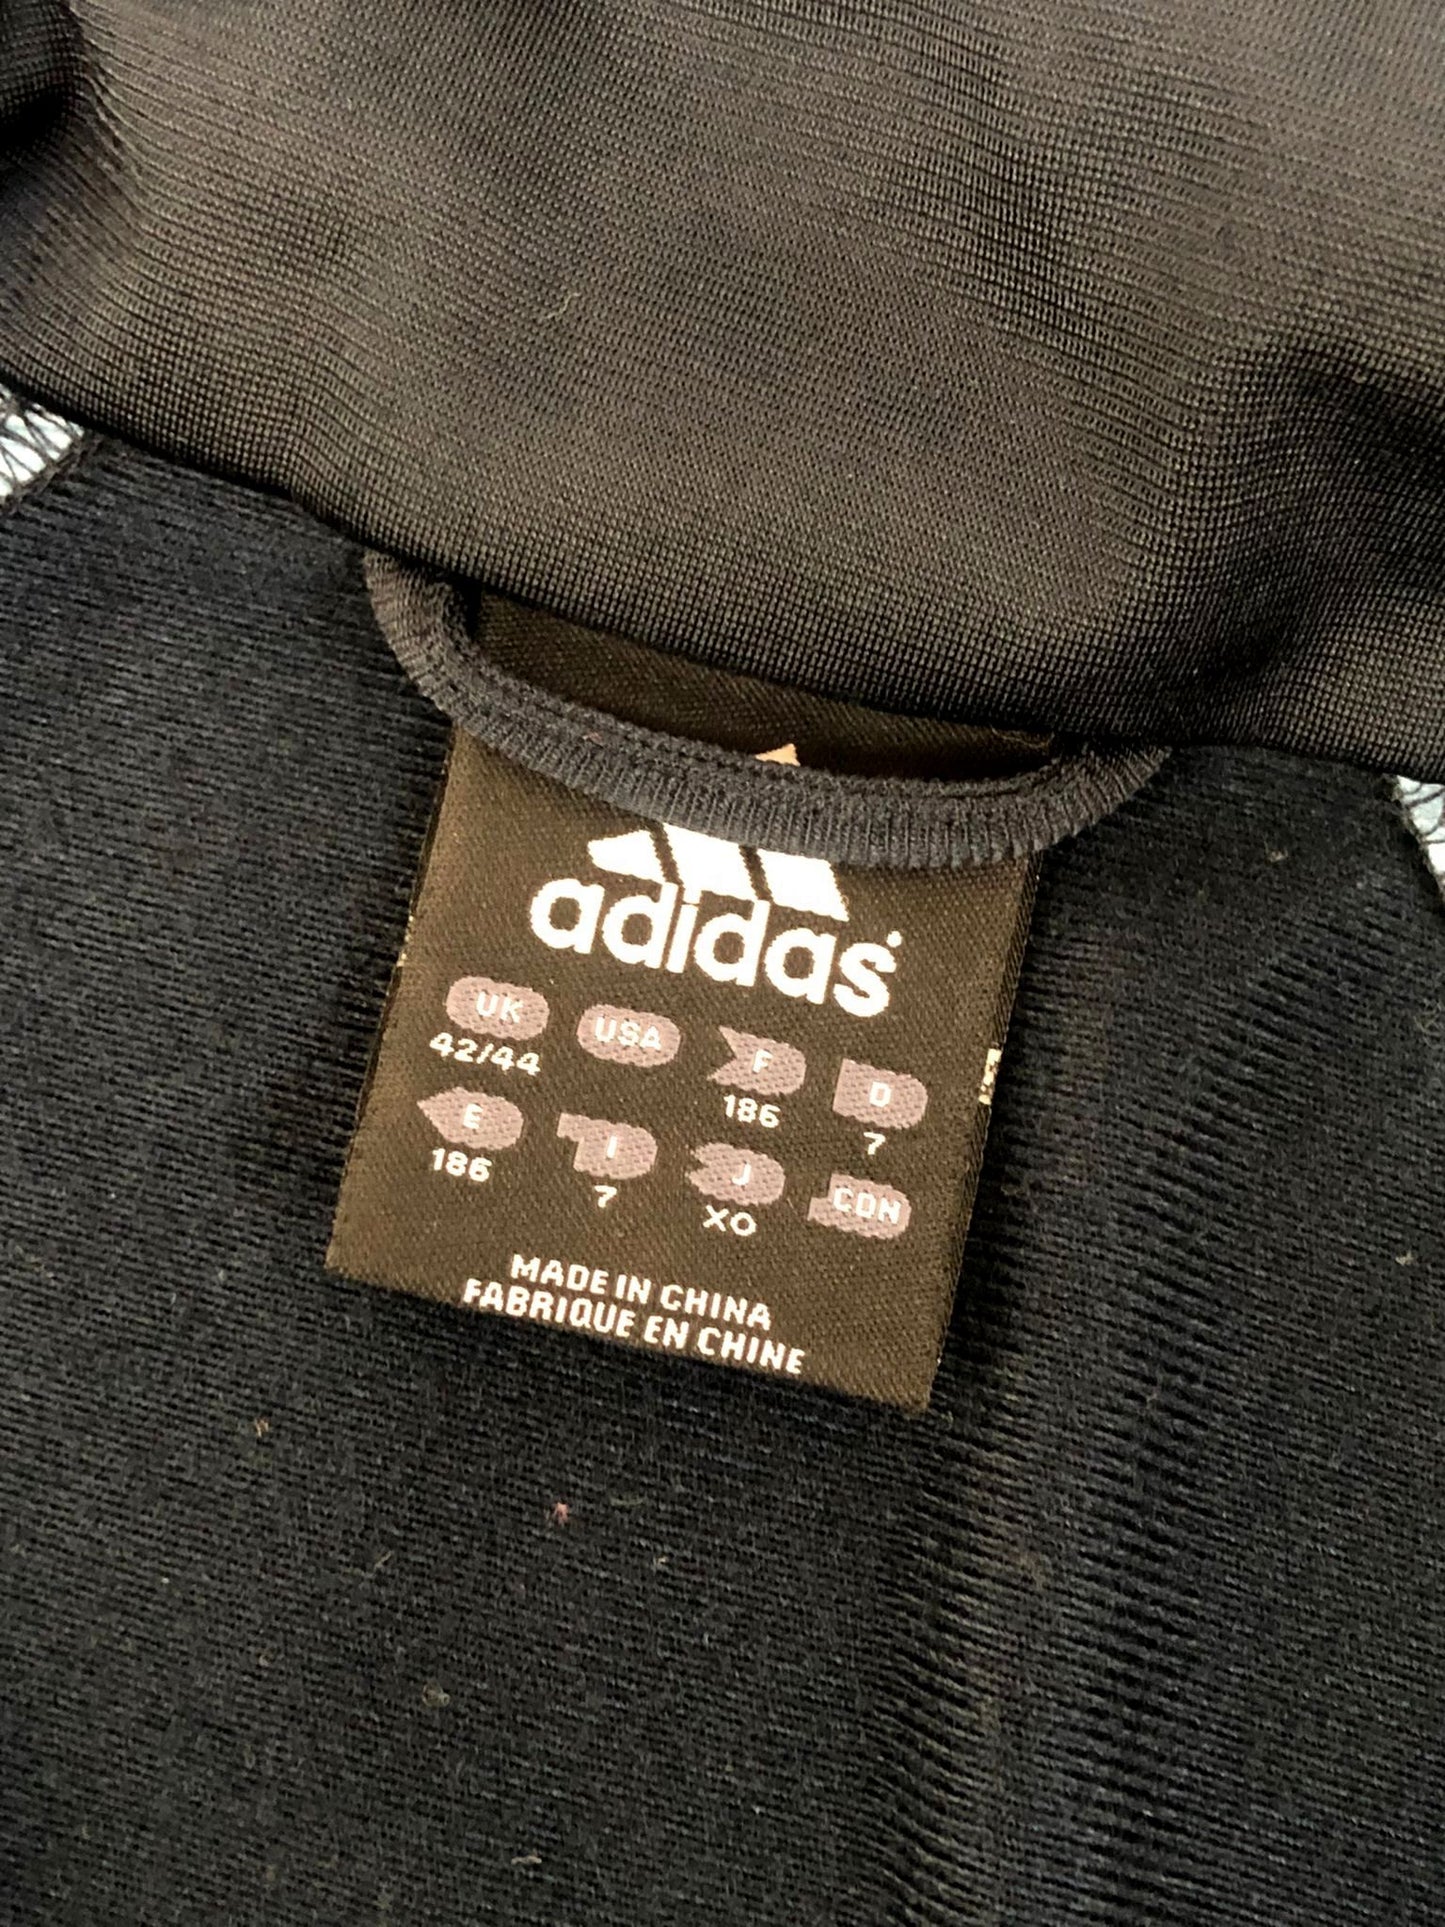 adidas
UK USA F D
42/44 186 7
E I J CDN
186 7 XO
MADE IN CHINA
FABRIQUE EN CHINE